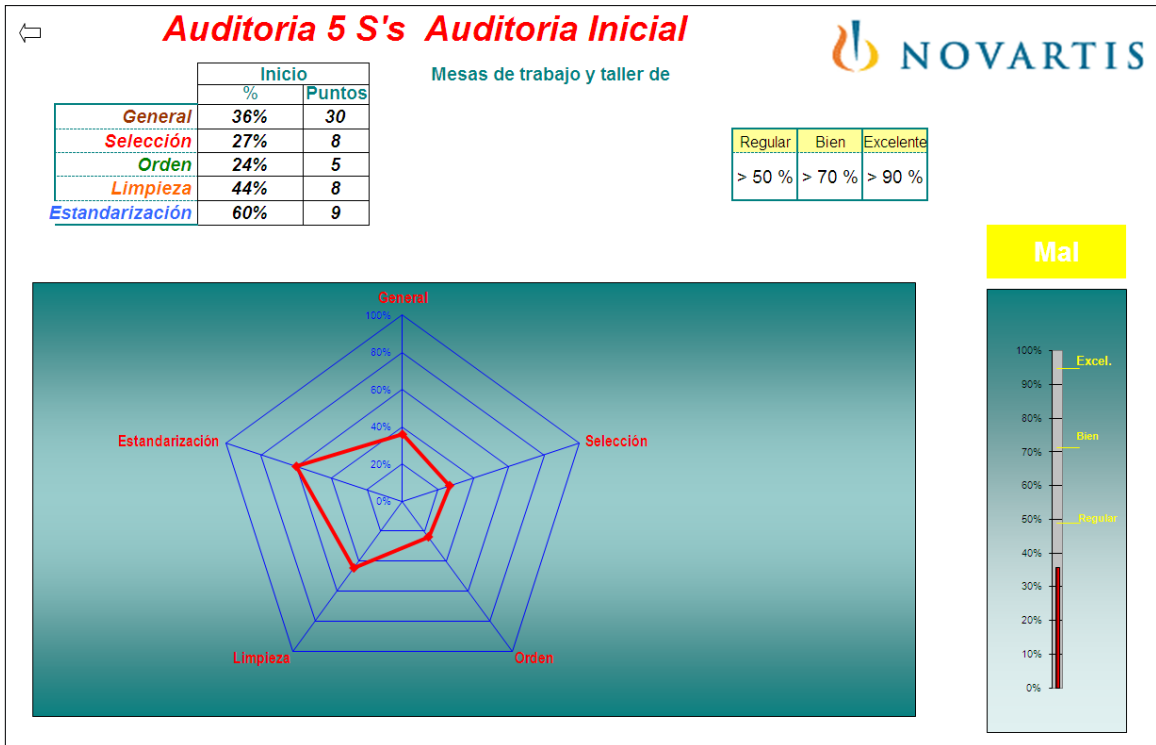 Auditoria 5 S's Auditoria Inicial
NOVARTIS
Mesas de trabajo y taller de
Inicio
% Puntos
General 36% 30
Selección 27% 8
Orden 24% 5
Limpieza 44% 8
Estandarización 60% 9
Regular Bien Excelente
> 50 % > 70 % > 90 %
Mal
General
100%
80%
60%
40%
20%
0%
Estandarización
Selección
Limpieza
Orden
100%
Excel.
90%
80%
Bien
70%
60%
50%
Regular
40%
30%
20%
10%
0%